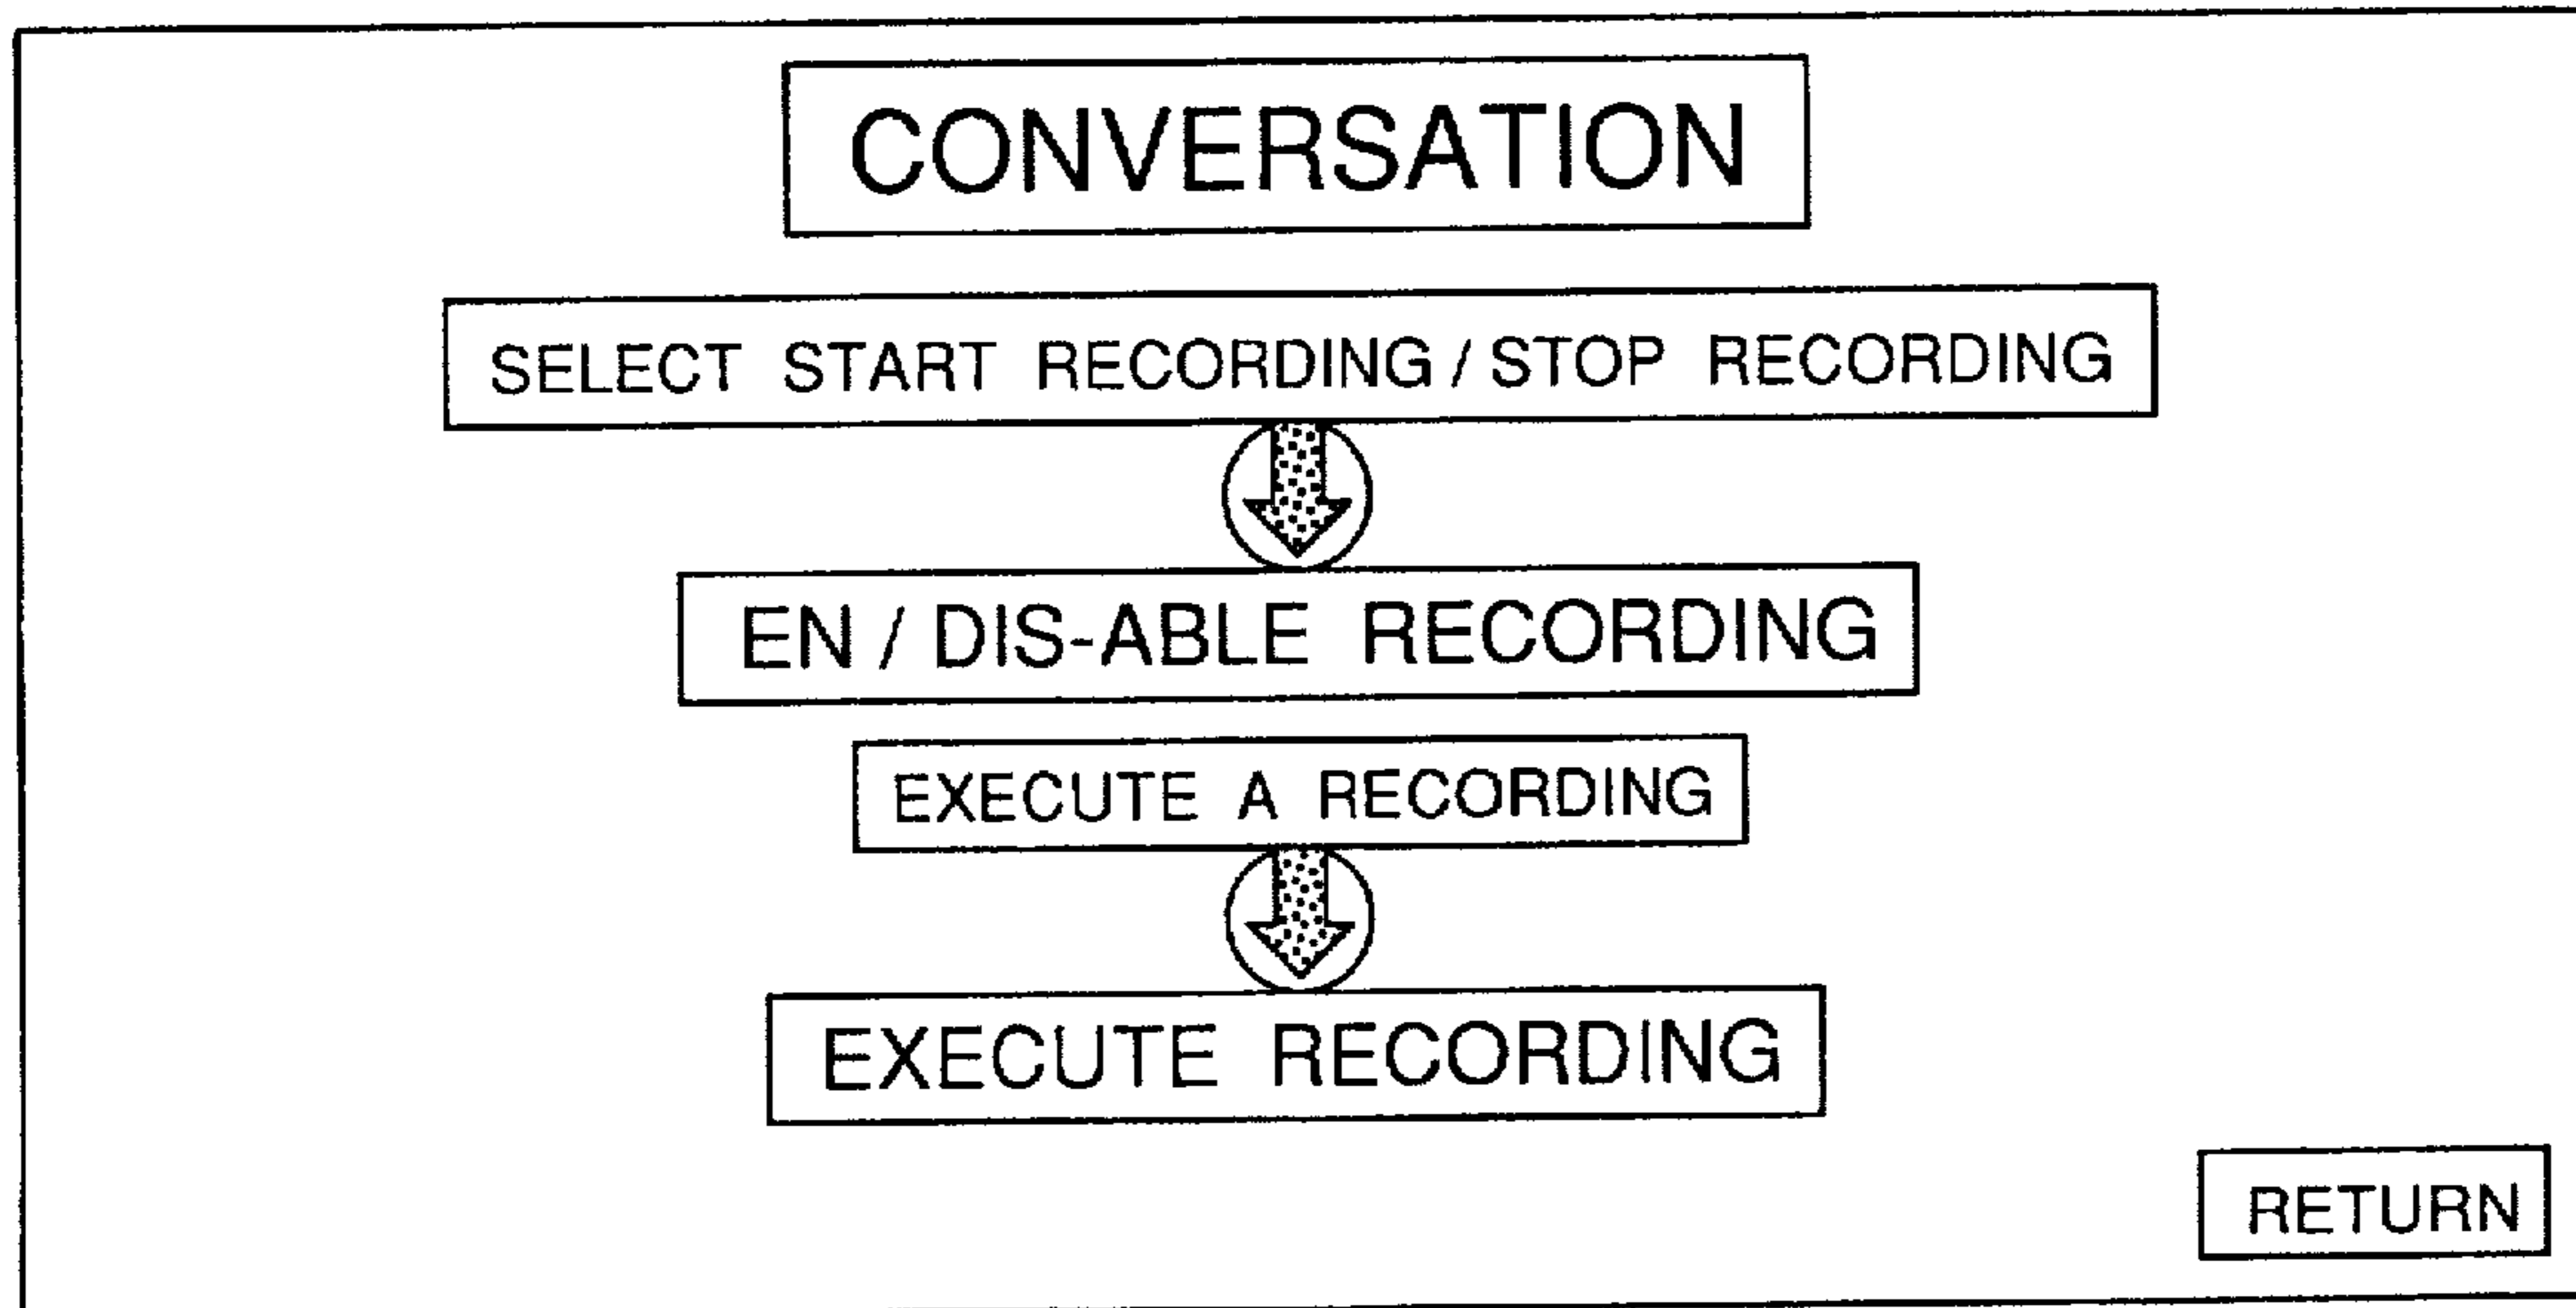 CONVERSATION
SELECT START RECORDING / STOP RECORDING
EN / DIS-ABLE RECORDING
EXECUTE A RECORDING
EXECUTE RECORDING
RETURN